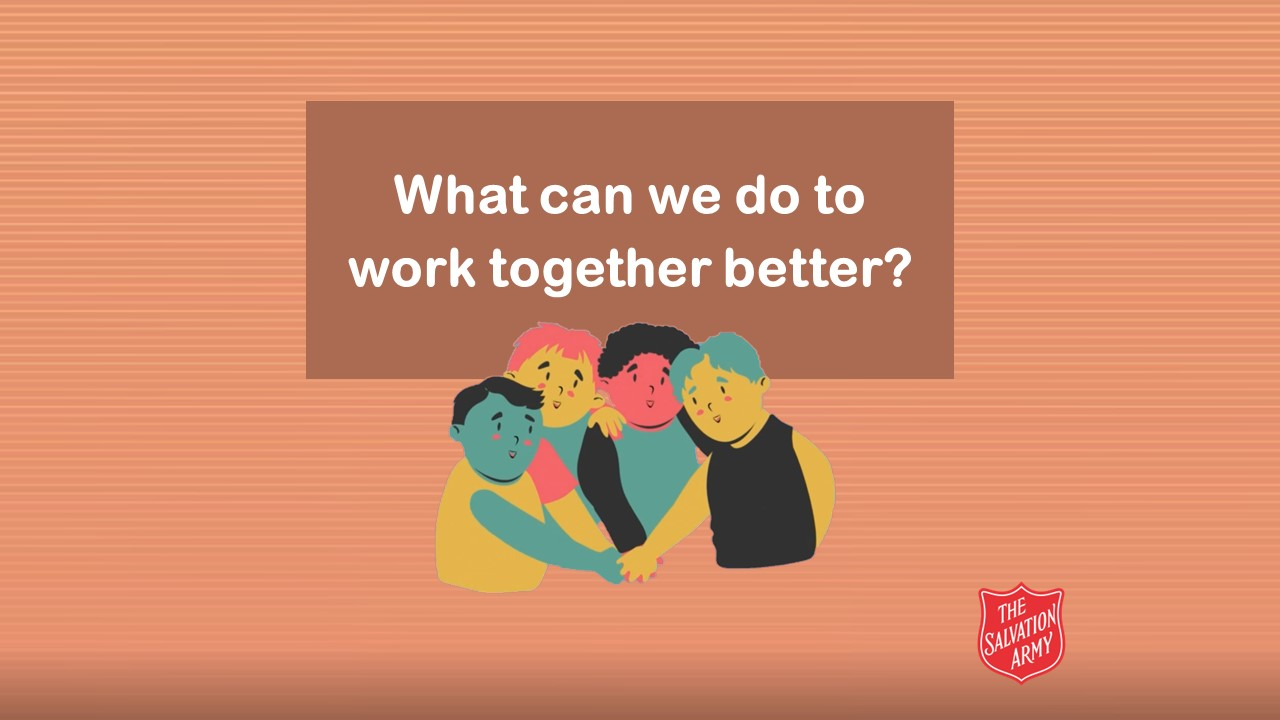 What can we do to
work together better?
THE
SALVATION
ARMY